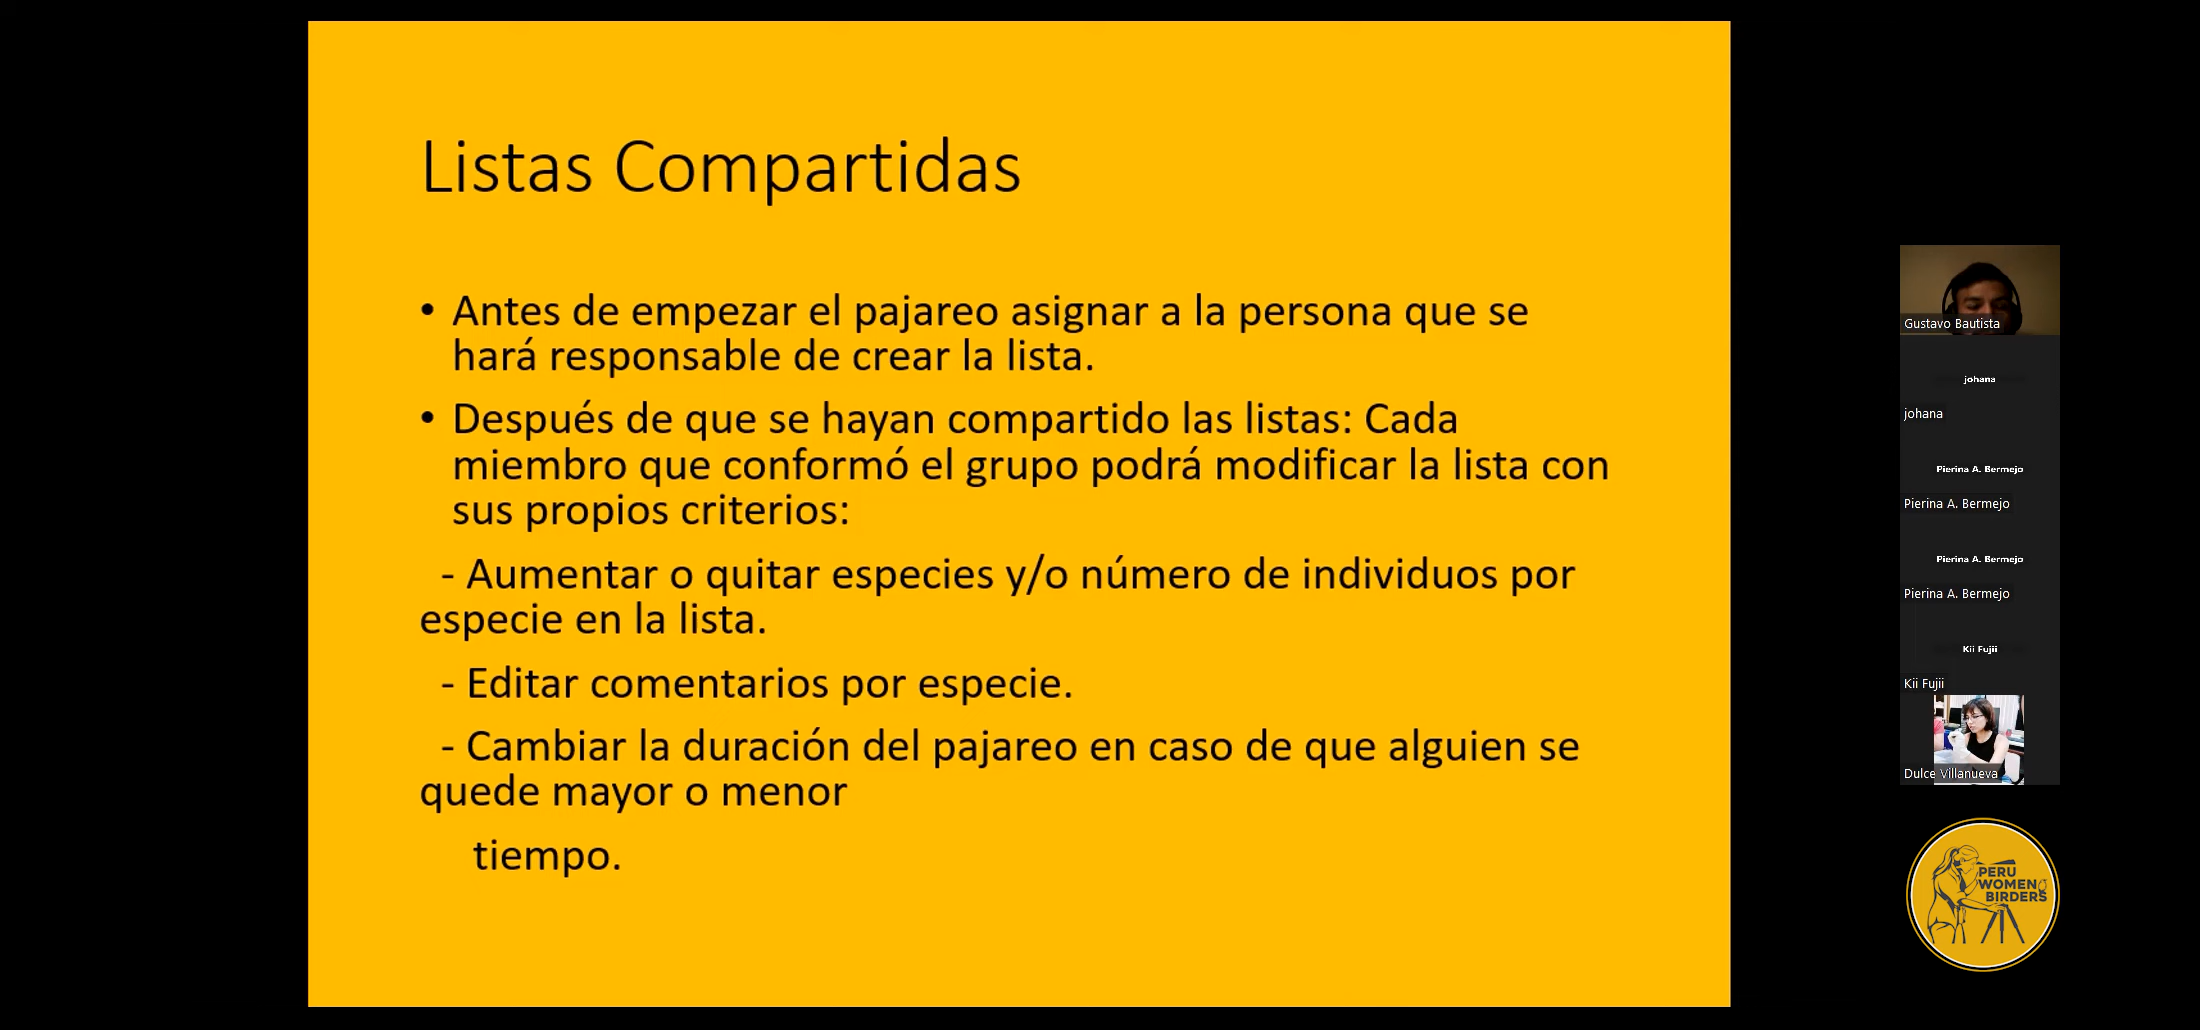 Listas Compartidas
• Antes de empezar el pajareo asignar a la persona que se
hará responsable de crear la lista.
• Después de que se hayan compartido las listas: Cada
miembro que conformó el grupo podrá modificar la lista con
sus propios criterios:
- Aumentar o quitar especies y/o número de individuos por
especie en la lista.
- Editar comentarios por especie.
- Cambiar la duración del pajareo en caso de que alguien se
quede mayor o menor
tiempo.
Gustavo Bautista
johana
johana
Pierina A. Bermejo
Pierina A. Bermejo
Pierina A. Bermejo
Pierina A. Bermejo
Kii Fujii
Kii Fujii
Dulce Villanueva
PERU
WOMEN
BIRDERS